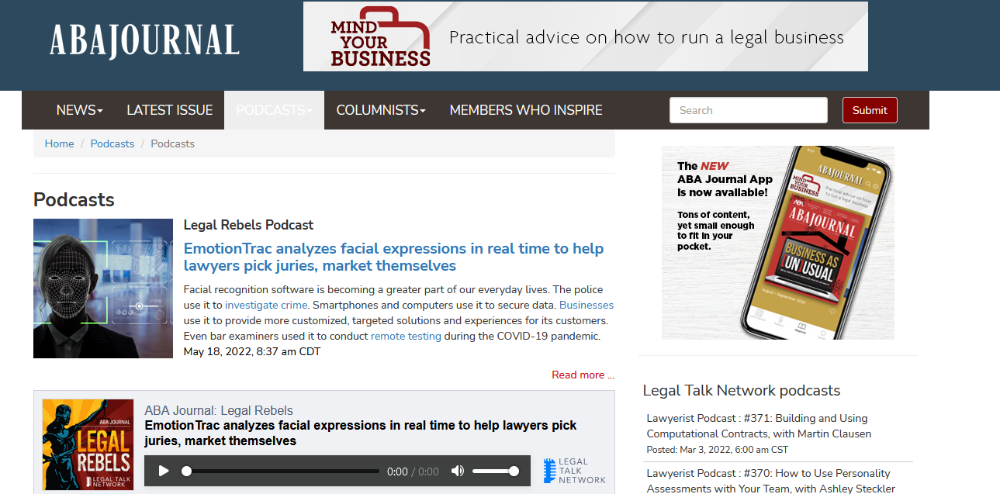 ABAJOURNAL
MIND
YOUR
BUSINESS
Practical advice on how to run a legal business
NEWS
LATEST ISSUE
PODCASTS
COLUMNISTS
MEMBERS WHO INSPIRE
Search
Submit
Home / Podcasts / Podcasts
Podcasts
Legal Rebels Podcast
EmotionTrac analyzes facial expressions in real time to help
lawyers pick juries, market themselves
Facial recognition software is becoming a greater part of our everyday lives. The police
use it to investigate crime. Smartphones and computers use it to secure data. Businesses
use it to provide more customized, targeted solutions and experiences for its customers.
Even bar examiners used it to conduct remote testing during the COVID-19 pandemic.
May 18, 2022, 8:37 am CDT
Read more ...
ABA JOURNAL
LEGAL
REBELS
LEGAL TALK
NETWORK
ABA Journal: Legal Rebels
EmotionTrac analyzes facial expressions in real time to help lawyers pick
juries, market themselves
0:00 / 0:00
LEGAL
TALK
NETWORK
The NEW
ABA Journal App
is now available!
Tons of content,
yet small enough
to fit in your
pocket.
ABAJOURNAL
MIND
YOUR
BUSINESS
Practical advice on how
to run a legal business
ABA
ABAJOURNAL
BUSINESS AS
UNUSUAL
August - September 2020
Legal Talk Network podcasts
Lawyerist Podcast : #371: Building and Using
Computational Contracts, with Martin Clausen
Posted: Mar 3, 2022, 6:00 am CST
Lawyerist Podcast : #370: How to Use Personality
Assessments with Your Team, with Ashley Steckler